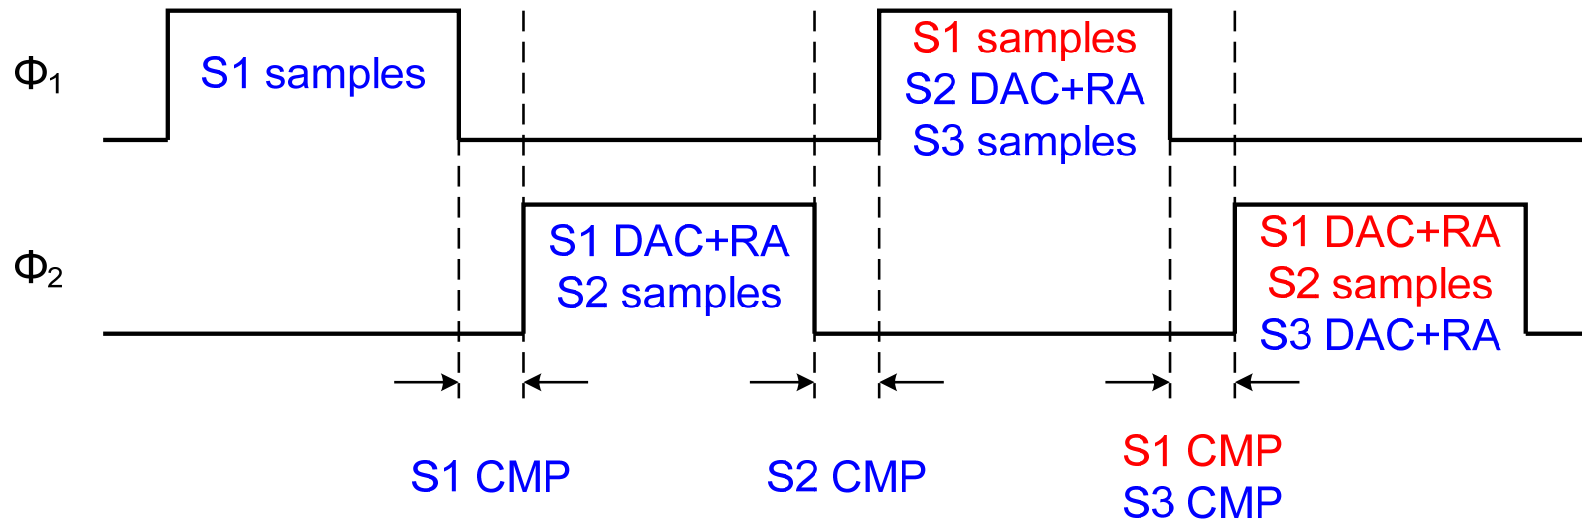 Φ1
S1 samples
S1 samples
S2 DAC+RA
S3 samples
Φ2
S1 DAC+RA
S2 samples
S1 DAC+RA
S2 samples
S3 DAC+RA
S1 CMP
S2 CMP
S1 CMP
S3 CMP